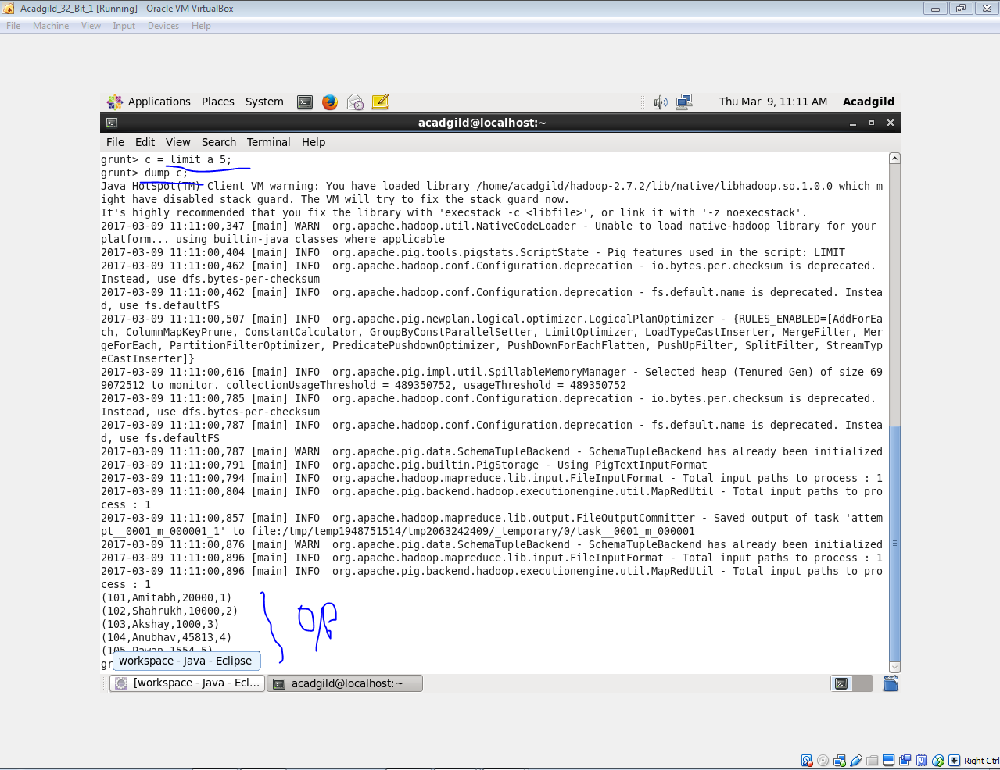 Acadgild_32_Bit_1 [Running] - Oracle VM VirtualBox
File Machine View Input Devices Help
Applications Places System Thu Mar 9, 11:11 AM Acadgild
acadgild@localhost:~
File Edit View Search Terminal Help
grunt> c = limit a 5;
grunt> dump c;
Java HotSpot(TM) Client VM warning: You have loaded library /home/acadgild/hadoop-2.7.2/lib/native/libhadoop.so.1.0.0 which m
ight have disabled stack guard. The VM will try to fix the stack guard now.
It's highly recommended that you fix the library with 'execstack -c <libfile>', or link it with '-z noexecstack'.
2017-03-09 11:11:00,347 [main] WARN  org.apache.hadoop.util.NativeCodeLoader - Unable to load native-hadoop library for your
platform... using builtin-java classes where applicable
2017-03-09 11:11:00,404 [main] INFO  org.apache.pig.tools.pigstats.ScriptState - Pig features used in the script: LIMIT
2017-03-09 11:11:00,462 [main] INFO  org.apache.hadoop.conf.Configuration.deprecation - io.bytes.per.checksum is deprecated.
Instead, use dfs.bytes-per-checksum
2017-03-09 11:11:00,462 [main] INFO  org.apache.hadoop.conf.Configuration.deprecation - fs.default.name is deprecated. Instea
d, use fs.defaultFS
2017-03-09 11:11:00,507 [main] INFO  org.apache.pig.newplan.logical.optimizer.LogicalPlanOptimizer - {RULES_ENABLED=[AddForEa
ch, ColumnMapKeyPrune, ConstantCalculator, GroupByConstParallelSetter, LimitOptimizer, LoadTypeCastInserter, MergeFilter, Mer
geForEach, PartitionFilterOptimizer, PredicatePushdownOptimizer, PushDownForEachFlatten, PushUpFilter, SplitFilter, StreamTyp
eCastInserter]}
2017-03-09 11:11:00,616 [main] INFO  org.apache.pig.impl.util.SpillableMemoryManager - Selected heap (Tenured Gen) of size 69
9072512 to monitor. collectionUsageThreshold = 489350752, usageThreshold = 489350752
2017-03-09 11:11:00,785 [main] INFO  org.apache.hadoop.conf.Configuration.deprecation - io.bytes.per.checksum is deprecated.
Instead, use dfs.bytes-per-checksum
2017-03-09 11:11:00,787 [main] INFO  org.apache.hadoop.conf.Configuration.deprecation - fs.default.name is deprecated. Instea
d, use fs.defaultFS
2017-03-09 11:11:00,787 [main] WARN  org.apache.pig.data.SchemaTupleBackend - SchemaTupleBackend has already been initialized
2017-03-09 11:11:00,791 [main] INFO  org.apache.pig.builtin.PigStorage - Using PigTextInputFormat
2017-03-09 11:11:00,794 [main] INFO  org.apache.hadoop.mapreduce.lib.input.FileInputFormat - Total input paths to process : 1
2017-03-09 11:11:00,804 [main] INFO  org.apache.pig.backend.hadoop.executionengine.util.MapRedUtil - Total input paths to pro
cess : 1
2017-03-09 11:11:00,857 [main] INFO  org.apache.hadoop.mapreduce.lib.output.FileOutputCommitter - Saved output of task 'attem
pt__0001_m_000001_1' to file:/tmp/temp1948751514/tmp2063242409/_temporary/0/task__0001_m_000001
2017-03-09 11:11:00,876 [main] WARN  org.apache.pig.data.SchemaTupleBackend - SchemaTupleBackend has already been initialized
2017-03-09 11:11:00,896 [main] INFO  org.apache.hadoop.mapreduce.lib.input.FileInputFormat - Total input paths to process : 1
2017-03-09 11:11:00,896 [main] INFO  org.apache.pig.backend.hadoop.executionengine.util.MapRedUtil - Total input paths to pro
cess : 1
(101,Amitabh,20000,1)
(102,Shahrukh,10000,2)
(103,Akshay,1000,3)
(104,Anubhav,45813,4)
(105,Pawan,1554,5)
gr
workspace - Java - Eclipse
[workspace - Java - Ecl... acadgild@localhost:~
Right Ctrl